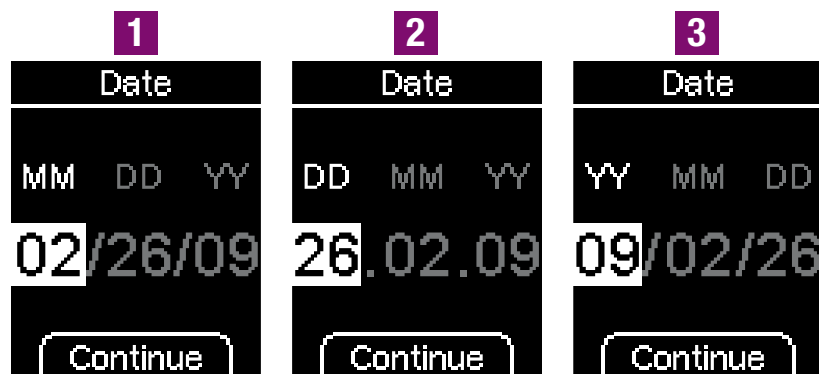 1
Date
MM DD YY
02/26/09
Continue
2
Date
DD MM YY
26.02.09
Continue
3
Date
YY MM DD
09/02/26
Continue